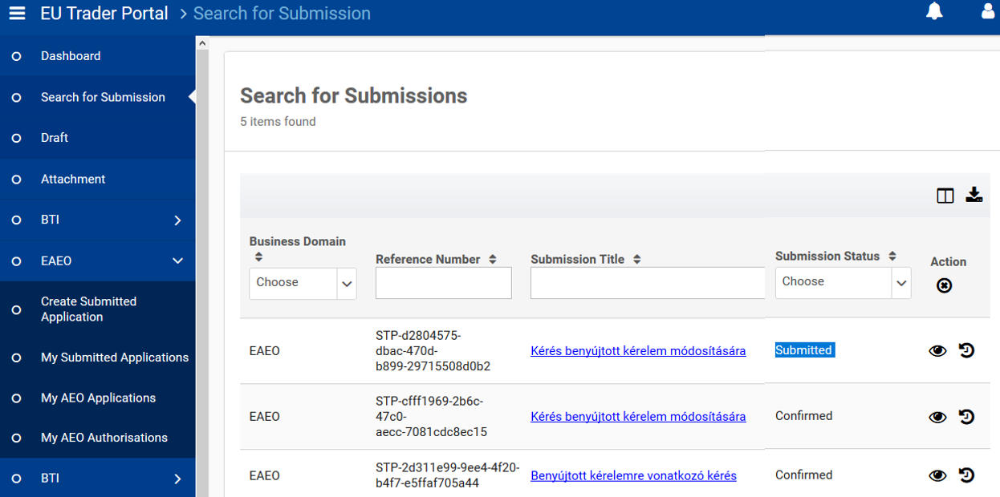 EU Trader Portal > Search for Submission
Dashboard
Search for Submission
Draft
Attachment
BTI
EAEO
Create Submitted
Application
My Submitted Applications
My AEO Applications
My AEO Authorisations
BTI
Search for Submissions
5 items found
Business Domain
Reference Number
Submission Title
Submission Status
Action
Choose
Choose
EAEO
STP-d2804575-
dbac-470d-
b899-29715508d0b2
Kérés benyújtott kérelem módosítására
Submitted
EAEO
STP-cfff1969-2b6c-
47c0-
aecc-7081cdc8ec15
Kérés benyújtott kérelem módosítására
Confirmed
EAEO
STP-2d311e99-9ee4-4f20-
b4f7-e5ffaf705a44
Benyújtott kérelemre vonatkozó kérés
Confirmed